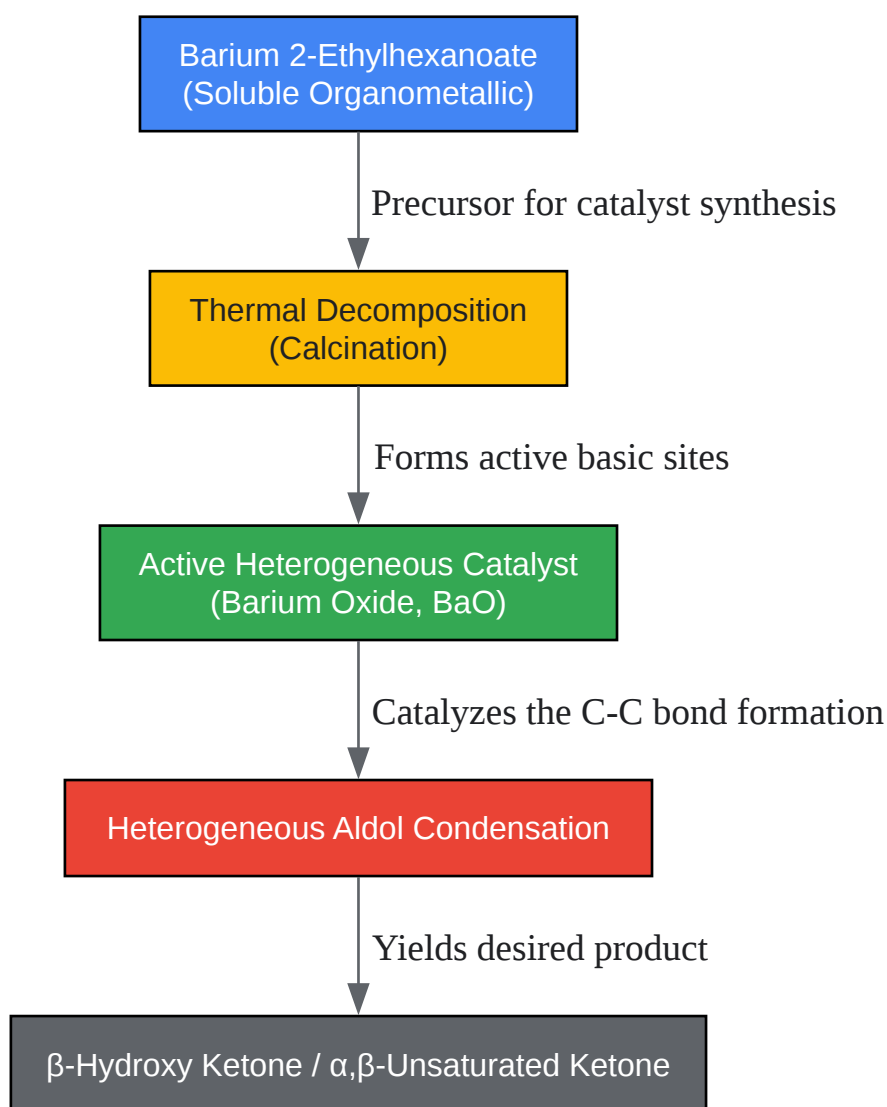 Barium 2-Ethylhexanoate
(Soluble Organometallic)
Precursor for catalyst synthesis
Thermal Decomposition
(Calcination)
Forms active basic sites
Active Heterogeneous Catalyst
(Barium Oxide, BaO)
Catalyzes the C-C bond formation
Heterogeneous Aldol Condensation
Yields desired product
β-Hydroxy Ketone / α,β-Unsaturated Ketone